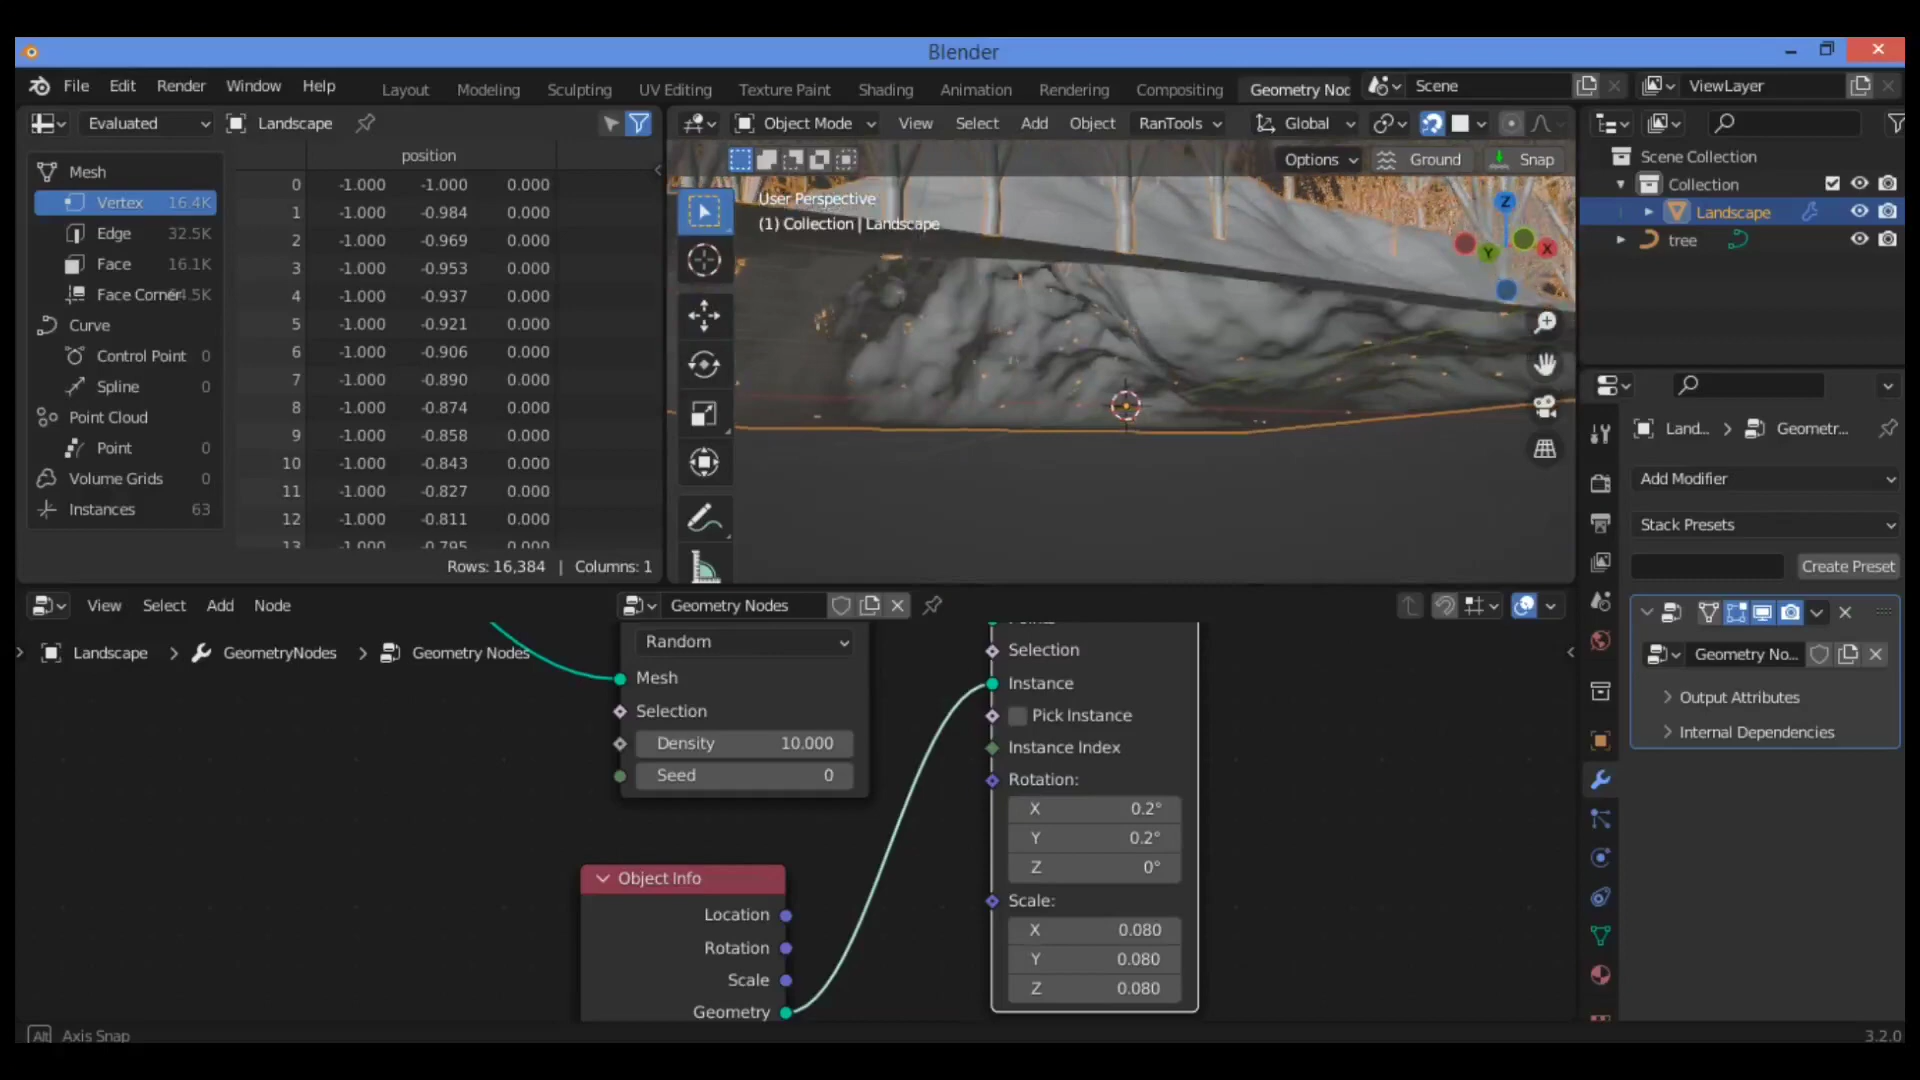 Blender
File Edit Render Window Help Layout Modeling Sculpting UV Editing Texture Paint Shading Animation Rendering Compositing Geometry Noc Scene ViewLayer
Evaluated Landscape
Object Mode View Select Add Object RanTools Global
Options Ground Snap
position
Mesh
Vertex 16.4K
Edge 32.5K
Face 16.1K
Face Corner
Curve
Control Point 0
Spline 0
Point Cloud
Point 0
Volume Grids 0
Instances 63
0 -1.000 -1.000 0.000
1 -1.000 -0.984 0.000
2 -1.000 -0.969 0.000
3 -1.000 -0.953 0.000
4 -1.000 -0.937 0.000
5 -1.000 -0.921 0.000
6 -1.000 -0.906 0.000
7 -1.000 -0.890 0.000
8 -1.000 -0.874 0.000
9 -1.000 -0.858 0.000
10 -1.000 -0.843 0.000
11 -1.000 -0.827 0.000
12 -1.000 -0.811 0.000
13 -1.000 -0.795 0.000
Rows: 16,384 | Columns: 1
User Perspective
(1) Collection | Landscape
Z
Y
X
Scene Collection
Collection
Landscape
tree
Land... > Geometr...
Add Modifier
Stack Presets
Create Preset
Geometry No...
Output Attributes
Internal Dependencies
View Select Add Node Geometry Nodes
Landscape > GeometryNodes > Geometry Nodes
Random
Mesh
Selection
Density 10.000
Seed 0
Object Info
Location
Rotation
Scale
Geometry
Selection
Instance
Pick Instance
Instance Index
Rotation:
X 0.2°
Y 0.2°
Z 0°
Scale:
X 0.080
Y 0.080
Z 0.080
Alt Axis Snap
3.2.0